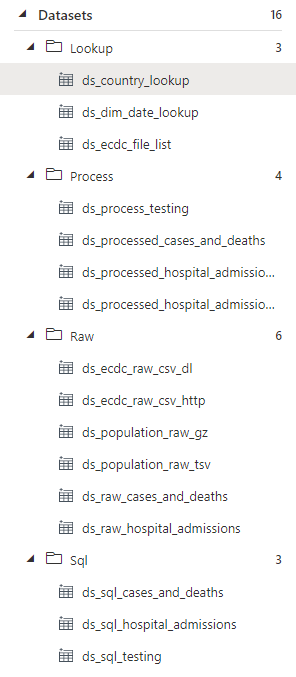 Datasets 16
Lookup 3
ds_country_lookup
ds_dim_date_lookup
ds_ecdc_file_list
Process 4
ds_process_testing
ds_processed_cases_and_deaths
ds_processed_hospital_admissio...
ds_processed_hospital_admissio...
Raw 6
ds_ecdc_raw_csv_dl
ds_ecdc_raw_csv_http
ds_population_raw_gz
ds_population_raw_tsv
ds_raw_cases_and_deaths
ds_raw_hospital_admissions
Sql 3
ds_sql_cases_and_deaths
ds_sql_hospital_admissions
ds_sql_testing